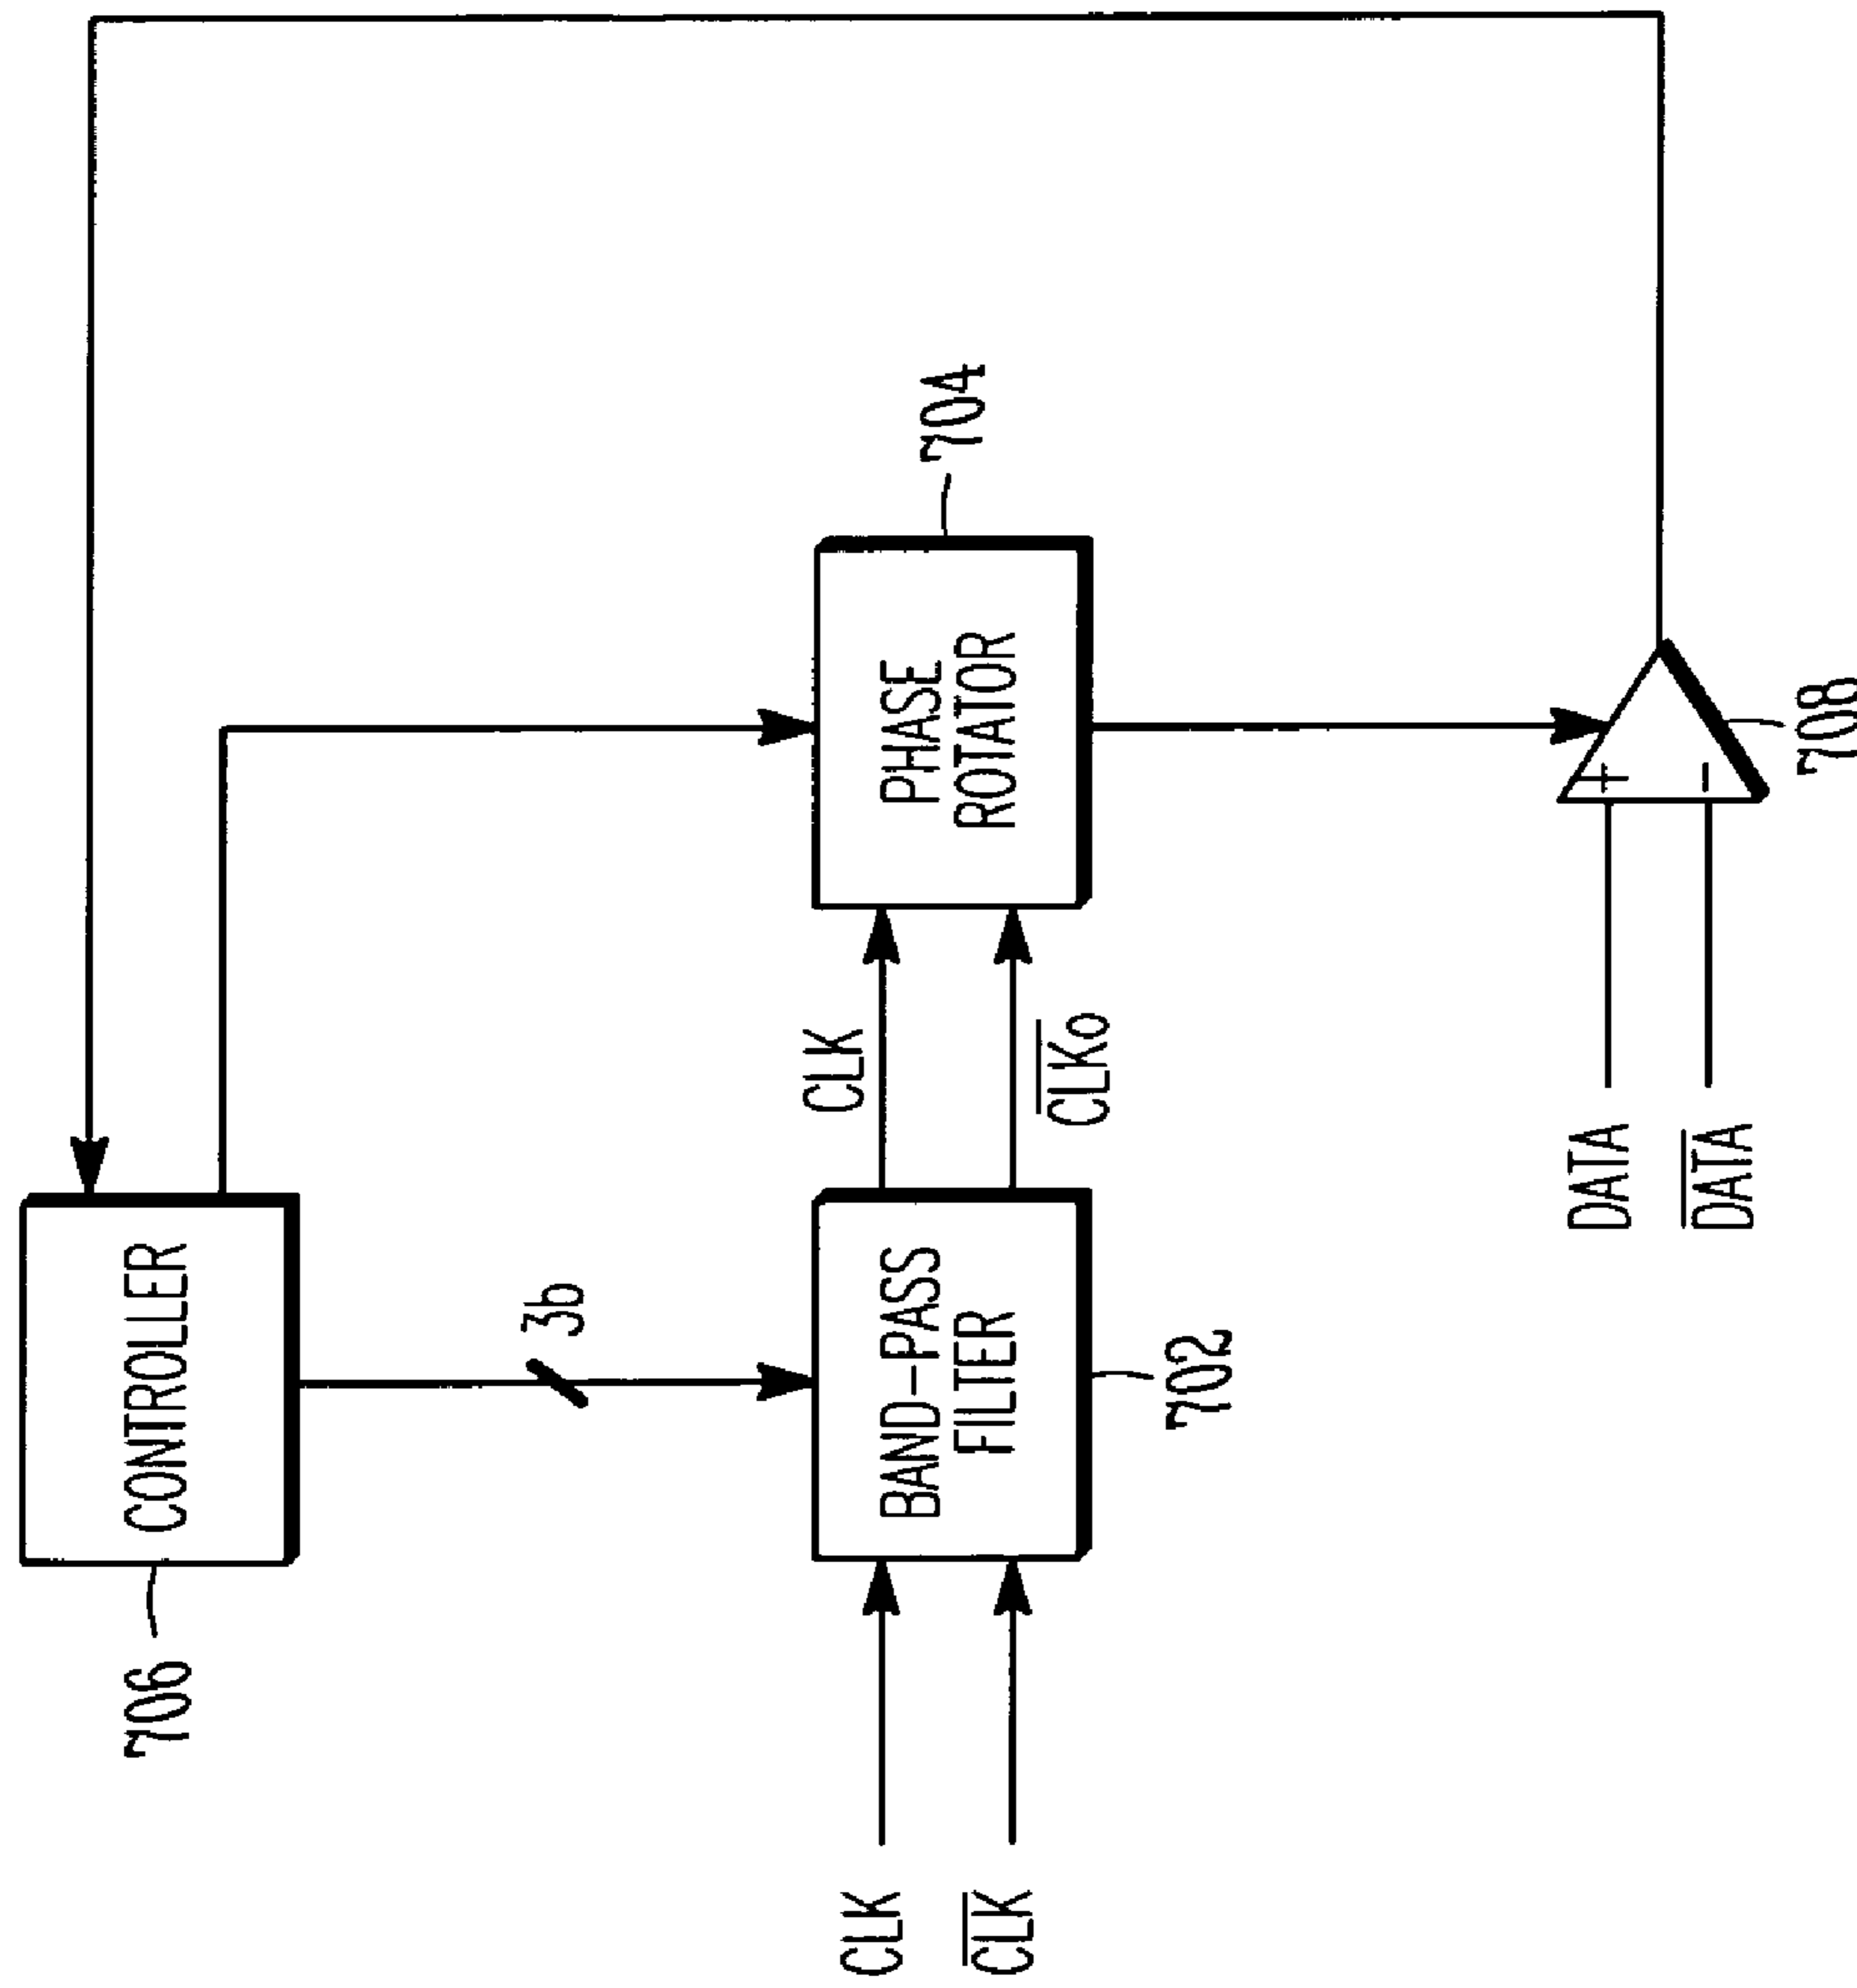 706
CONTROLLER
3b
CLK
CLK
BAND-PASS
FILTER
702
CLK
CLKo
PHASE
ROTATOR
704
DATA
DATA
+
-
708